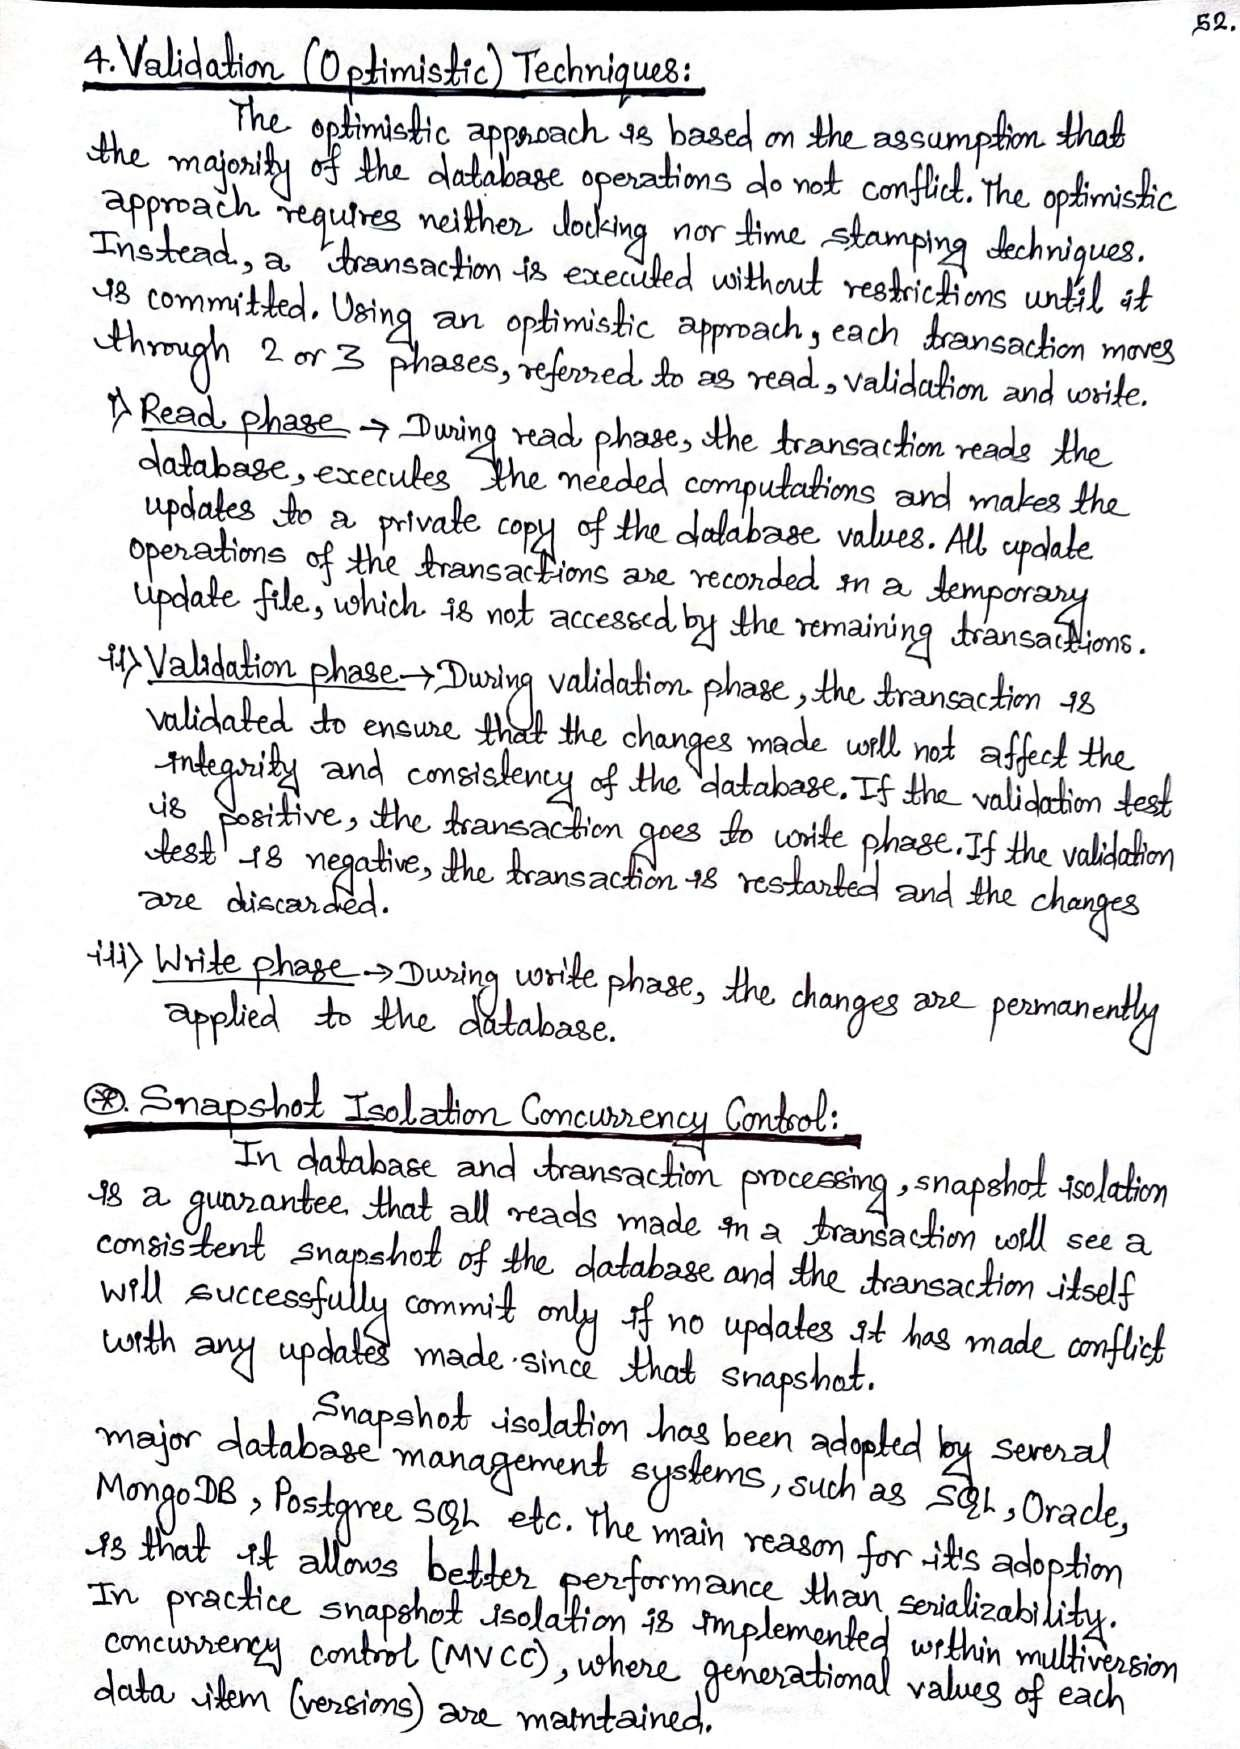 52.
4. Validation (Optimistic) Techniques:
The optimistic approach is based on the assumption that
the majority of the database operations do not conflict. The optimistic
approach requires neither locking nor time stamping techniques.
Instead, a transaction is executed without restrictions until it
is committed. Using an optimistic approach, each transaction moves
through 2 or 3 phases, referred to as read, validation and write.
i) Read phase → During read phase, the transaction reads the
database, executes the needed computations and makes the
updates to a private copy of the database values. All update
operations of the transactions are recorded in a temporary
update file, which is not accessed by the remaining transactions.
ii) Validation phase → During validation phase, the transaction is
validated to ensure that the changes made will not affect the
integrity and consistency of the database. If the validation test
is positive, the transaction goes to write phase. If the validation
test is negative, the transaction is restarted and the changes
are discarded.
iii) Write phase → During write phase, the changes are permanently
applied to the database.
⊛. Snapshot Isolation Concurrency Control:
In database and transaction processing, snapshot isolation
is a guarantee that all reads made in a transaction will see a
consistent snapshot of the database and the transaction itself
will successfully commit only if no updates it has made conflict
with any updates made since that snapshot.
Snapshot isolation has been adopted by several
major database management systems, such as SQL, Oracle,
MongoDB, Postgree SQL etc. The main reason for it's adoption
is that it allows better performance than serializability.
In practice snapshot isolation is implemented within multiversion
concurrency control (MVCC), where generational values of each
data item (versions) are maintained.